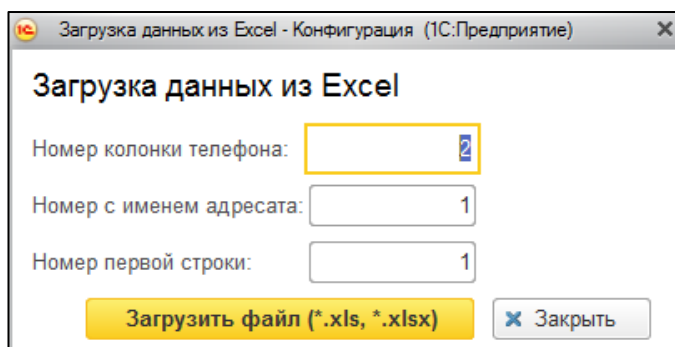 1С Загрузка данных из Excel - Конфигурация (1С:Предприятие)
Загрузка данных из Excel
Номер колонки телефона: 2
Номер с именем адресата: 1
Номер первой строки: 1
Загрузить файл (*.xls, *.xlsx) Закрыть